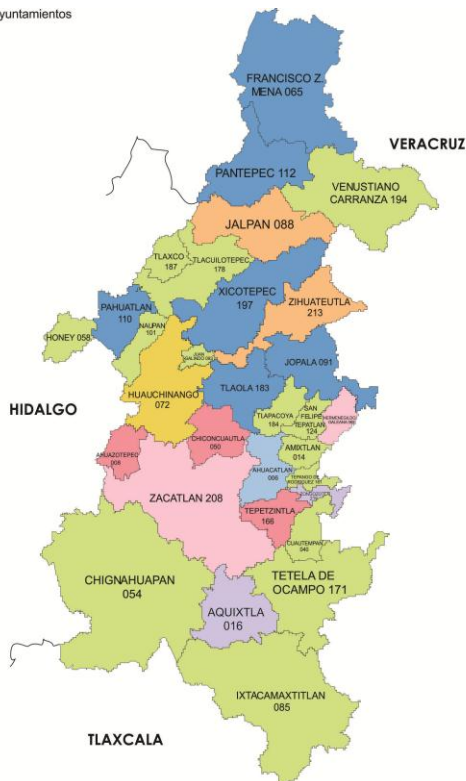 yuntamientos
FRANCISCO Z.
MENA 065
VERACRUZ
PANTEPEC 112
VENUSTIANO
CARRANZA 194
JALPAN 088
TLAXCO
187
TLACUILOTEPEC
178
XICOTEPEC
197
ZIHUATEUTLA
213
PAHUATLAN
110
NAUPAN
101
HONEY 058
JOPALA 091
TLAOLA 183
HUAUCHINANGO
072
HIDALGO
TLAPACOYA
184
SAN
FELIPE
TEPATLAN
124
CHICONCUAUTLA
050
AMIXTLAN
014
AHUAZOTEPEC
008
AHUACATLAN
006
ZACATLAN 208
TEPETZINTLA
166
CUAUTEMPAN
040
CHIGNAHUAPAN
054
TETELA DE
OCAMPO 171
AQUIXTLA
016
IXTACAMAXTITLAN
085
TLAXCALA